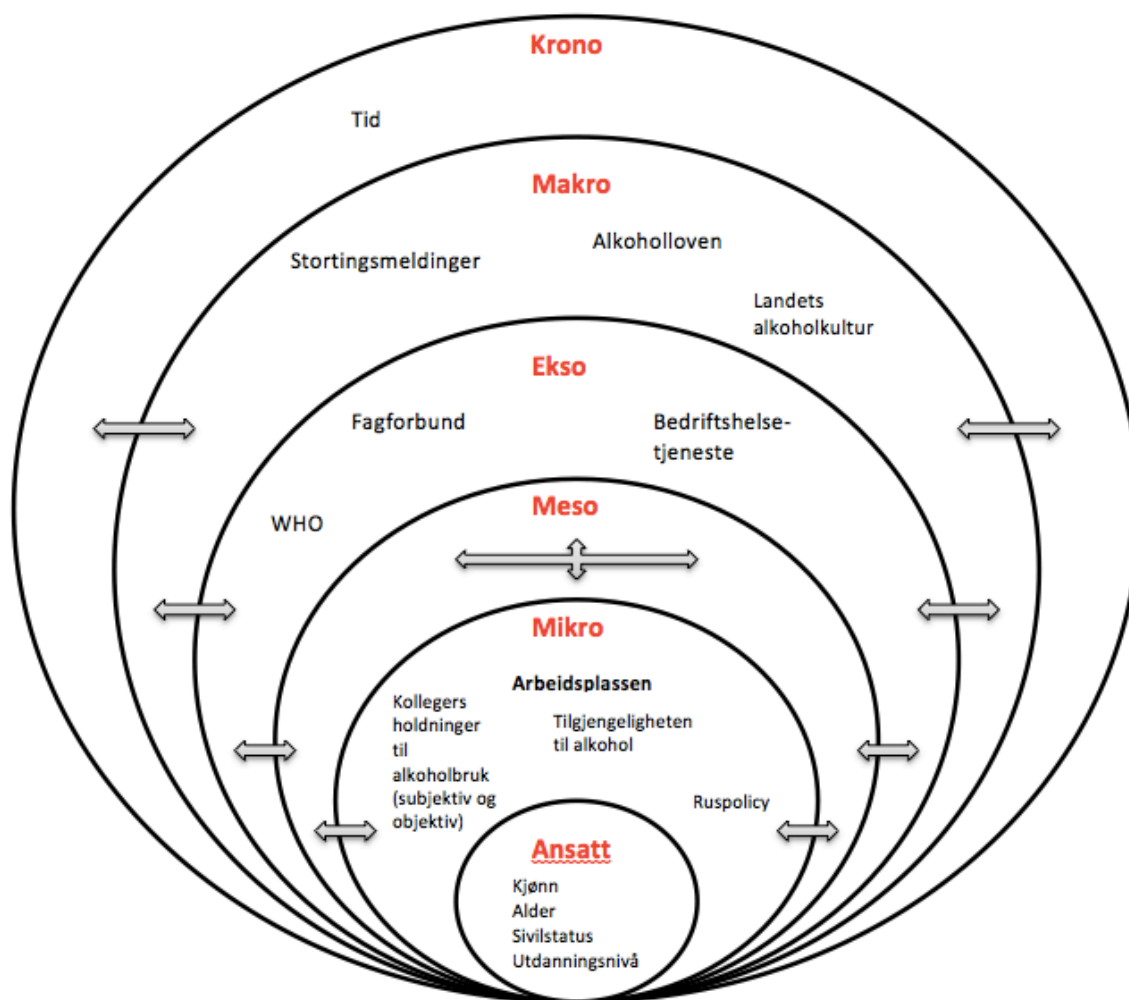 Krono
Tid
Makro
Alkoholloven
Stortingsmeldinger
Landets
alkoholkultur
Ekso
Fagforbund
Bedriftshelse-
tjeneste
Meso
WHO
Mikro
Arbeidsplassen
Kollegers
holdninger
til
alkoholbruk
(subjektiv og
objektiv)
Tilgjengeligheten
til alkohol
Ruspolicy
Ansatt
Kjønn
Alder
Sivilstatus
Utdanningsnivå